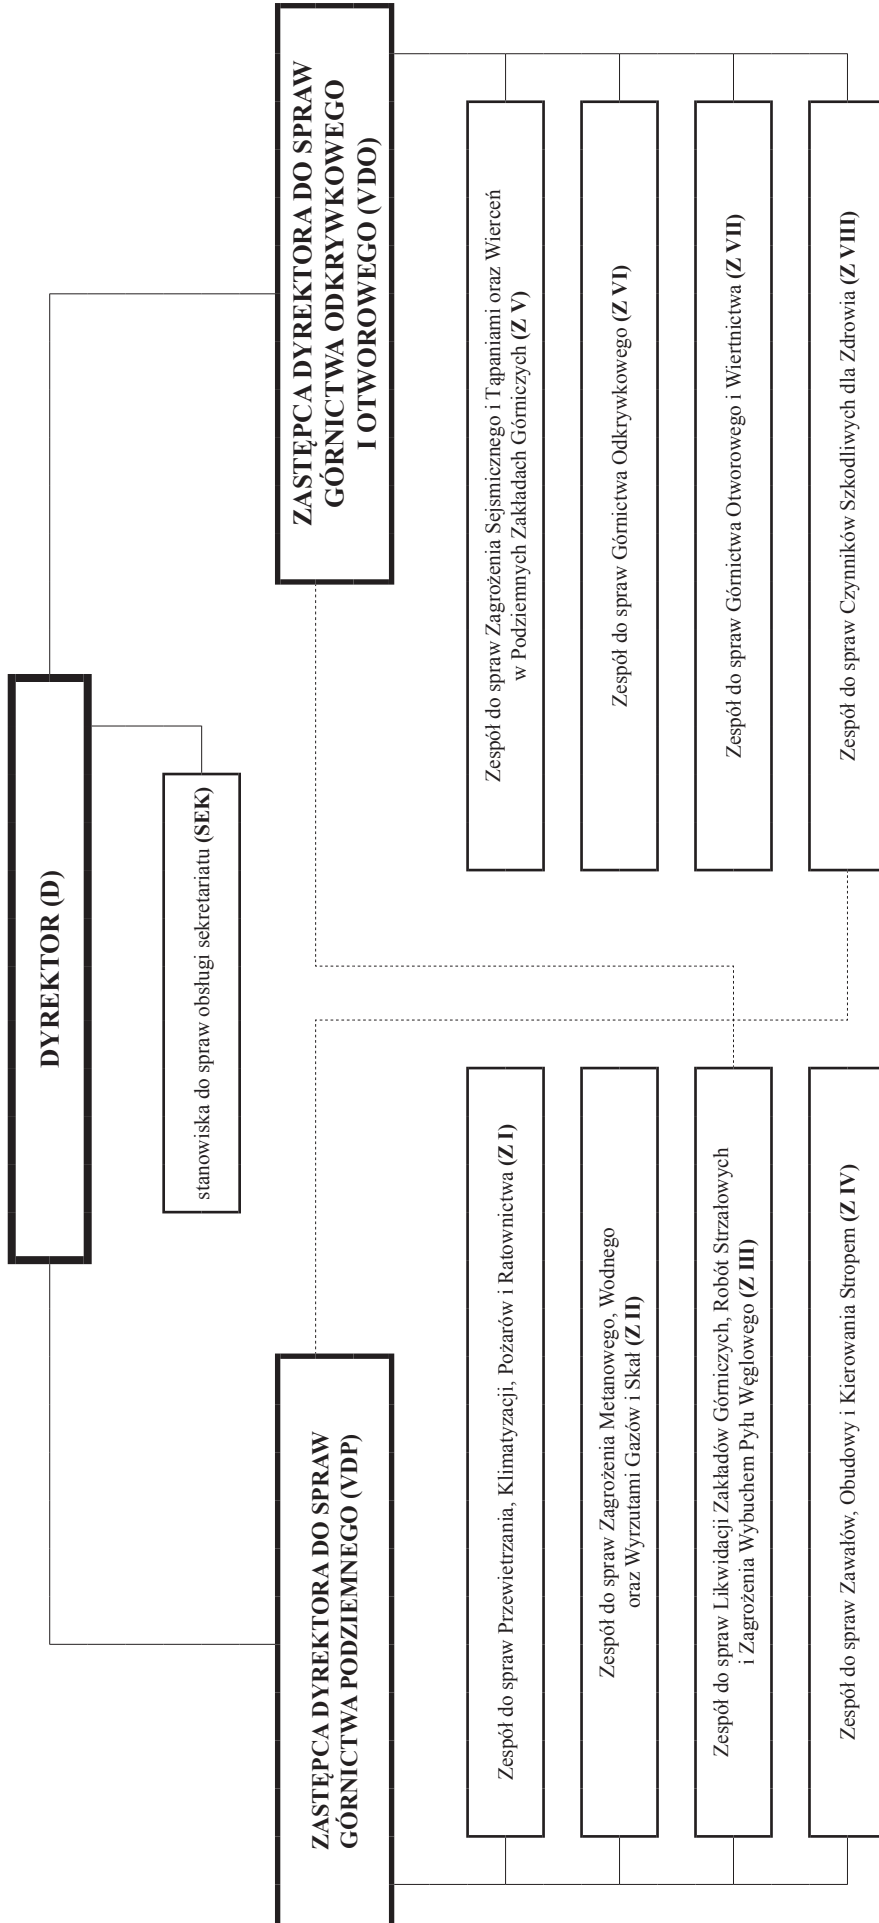 DYREKTOR (D)
stanowiska do spraw obsługi sekretariatu (SEK)
ZASTĘPCA DYREKTORA DO SPRAW
GÓRNICTWA PODZIEMNEGO (VDP)
ZASTĘPCA DYREKTORA DO SPRAW
GÓRNICTWA ODKRYWKOWEGO
I OTWOROWEGO (VDO)
Zespół do spraw Przewietrzania, Klimatyzacji, Pożarów i Ratownictwa (Z I)
Zespół do spraw Zagrożenia Metanowego, Wodnego
oraz Wyrzutami Gazów i Skał (Z II)
Zespół do spraw Likwidacji Zakładów Górniczych, Robót Strzałowych
i Zagrożenia Wybuchem Pyłu Węglowego (Z III)
Zespół do spraw Zawałów, Obudowy i Kierowania Stropem (Z IV)
Zespół do spraw Zagrożenia Sejsmicznego i Tąpaniami oraz Wierceń
w Podziemnych Zakładach Górniczych (Z V)
Zespół do spraw Górnictwa Odkrywkowego (Z VI)
Zespół do spraw Górnictwa Otworowego i Wiertnictwa (Z VII)
Zespół do spraw Czynników Szkodliwych dla Zdrowia (Z VIII)